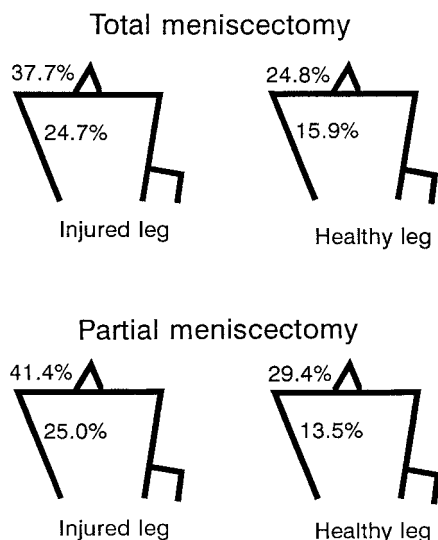 Total meniscectomy
37.7% 24.8%
24.7% 15.9%
Injured leg Healthy leg
Partial meniscectomy
41.4% 29.4%
25.0% 13.5%
Injured leg Healthy leg